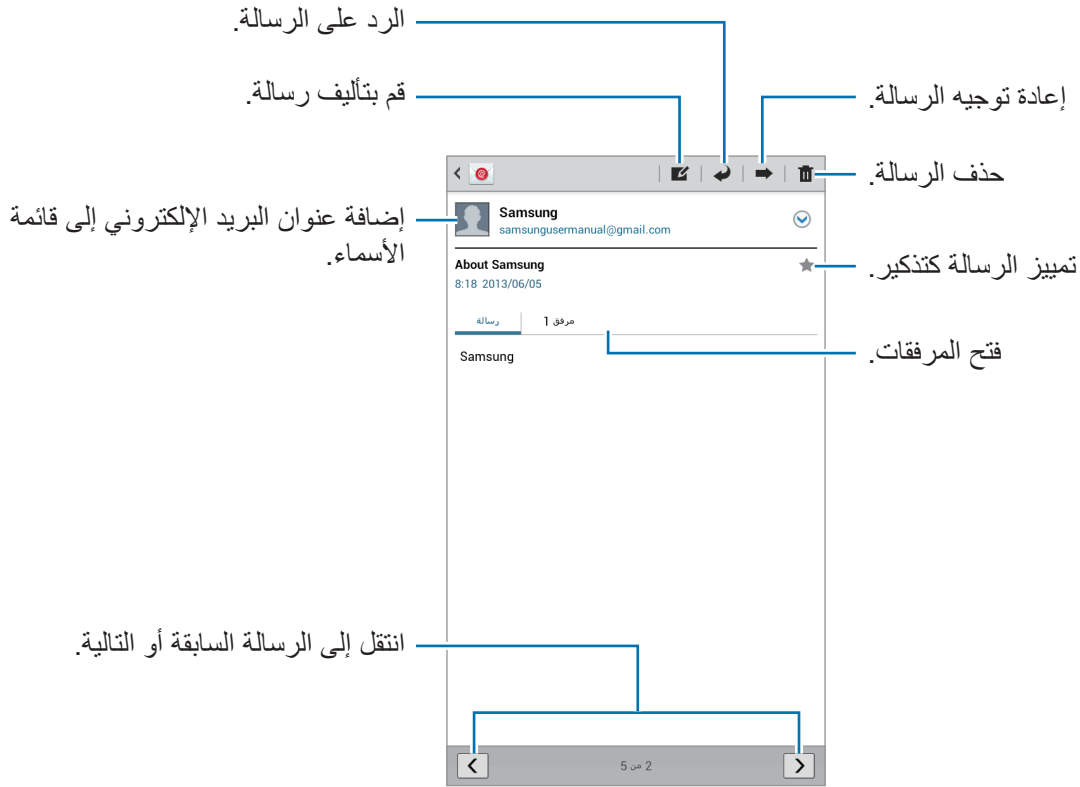 الرد على الرسالة.
قم بتأليف رسالة.
إعادة توجيه الرسالة.
حذف الرسالة.
Samsung
samsungusermanual@gmail.com
إضافة عنوان البريد الإلكتروني إلى قائمة
الأسماء.
About Samsung
8:18 2013/06/05
تمييز الرسالة كتذكير.
رسالة
مرفق 1
فتح المرفقات.
Samsung
انتقل إلى الرسالة السابقة أو التالية.
2 من 5